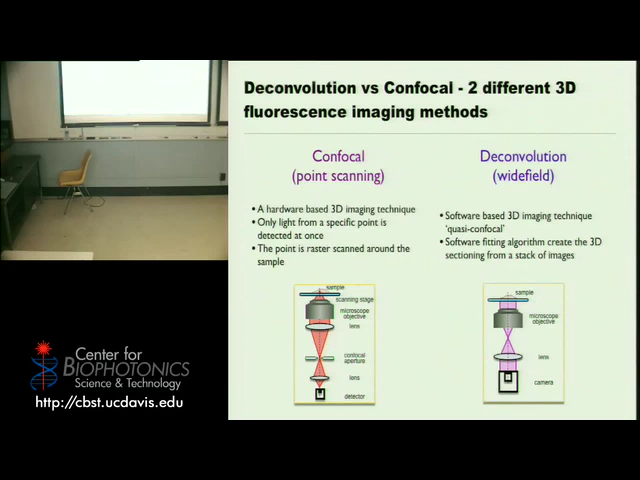 Deconvolution vs Confocal - 2 different 3D
fluorescence imaging methods
Confocal
(point scanning)
• A hardware based 3D imaging technique
• Only light from a specific point is
detected at once
• The point is raster scanned around the
sample
sample
scanning stage
microscope
objective
lens
confocal
aperture
lens
detector
Deconvolution
(widefield)
• Software based 3D imaging technique
'quasi-confocal'
• Software fitting algorithm create the 3D
sectioning from a stack of images
sample
microscope
objective
lens
camera
Center for
BIOPHOTONICS
Science & Technology
http://cbst.ucdavis.edu